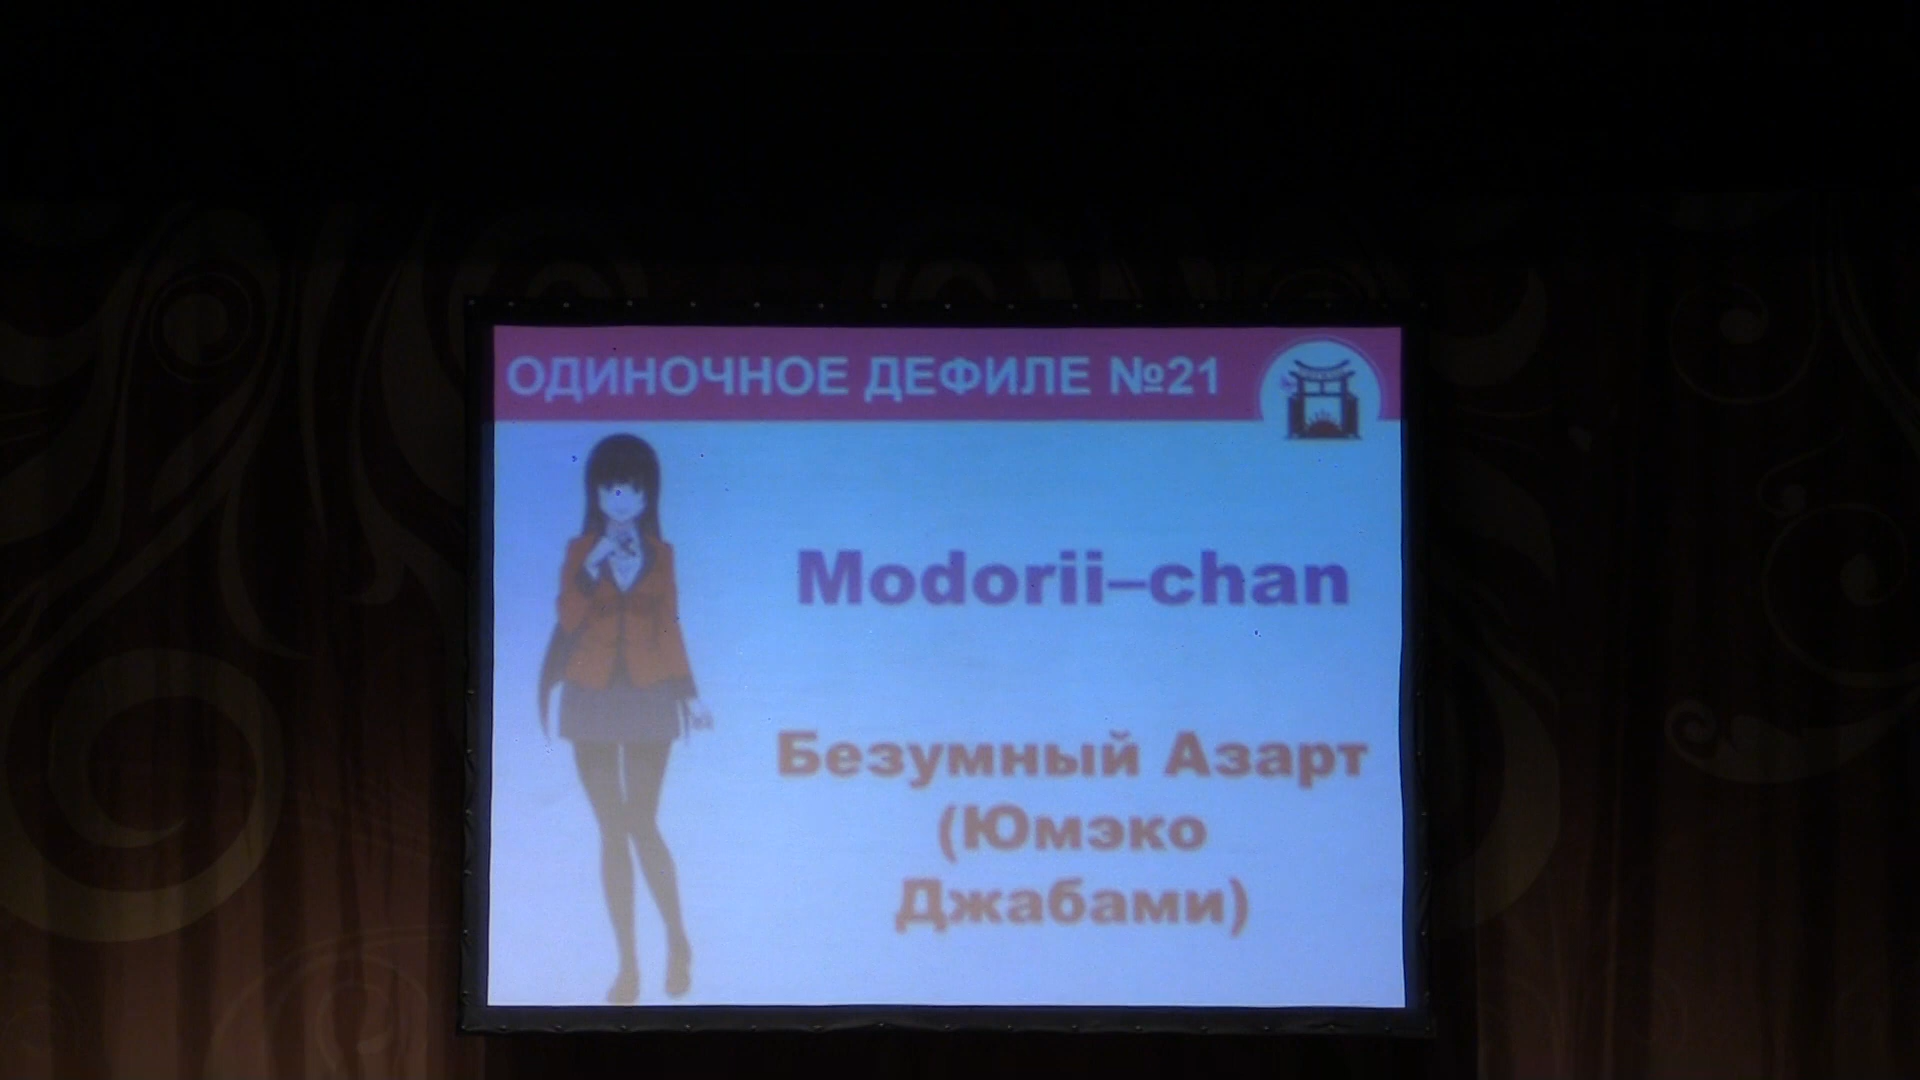 ОДИНОЧНОЕ ДЕФИЛЕ №21
Modorii–chan
Безумный Азарт
(Юмэко
Джабами)